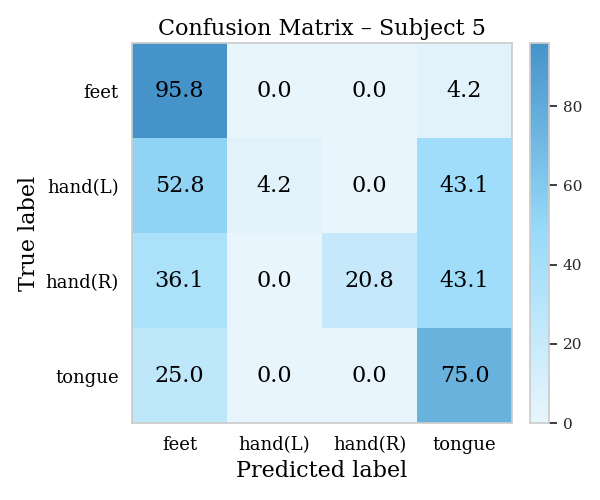 Confusion Matrix – Subject 5
feet 95.8 0.0 0.0 4.2
hand(L) 52.8 4.2 0.0 43.1
hand(R) 36.1 0.0 20.8 43.1
tongue 25.0 0.0 0.0 75.0
feet hand(L) hand(R) tongue
Predicted label
True label
80
60
40
20
0